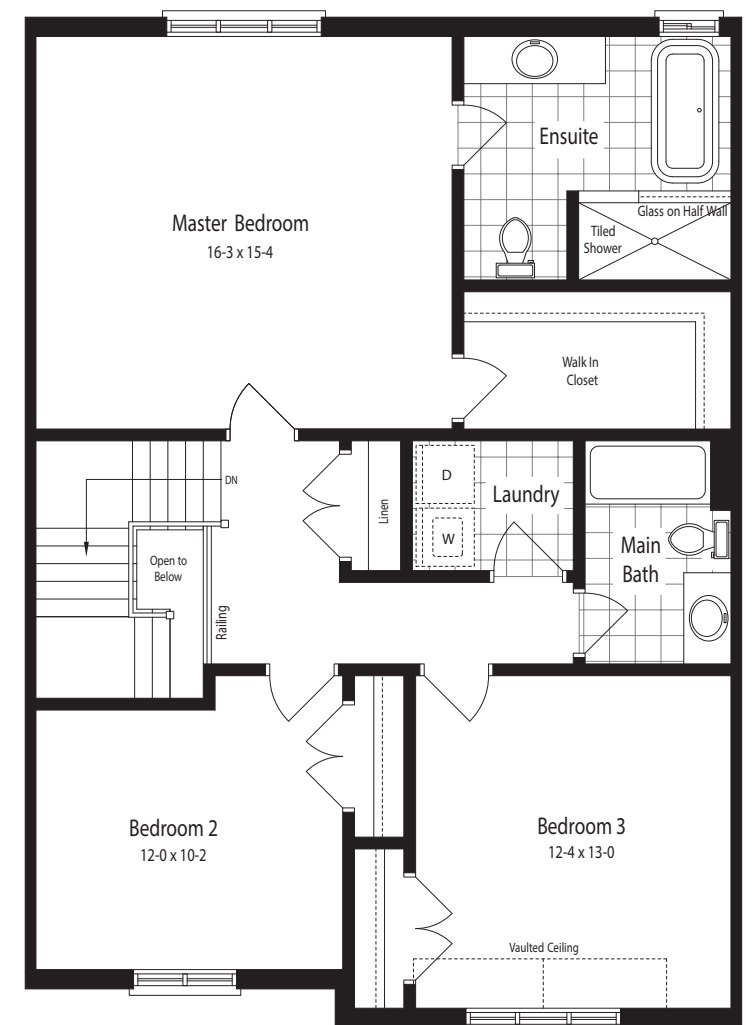 Ensuite
Master Bedroom
16-3 x 15-4
Glass on Half Wall
Tiled
Shower
Walk In
Closet
DN
D
Laundry
Linen
W
Main
Bath
Open to
Below
Railing
Bedroom 2
12-0 x 10-2
Bedroom 3
12-4 x 13-0
Vaulted Ceiling